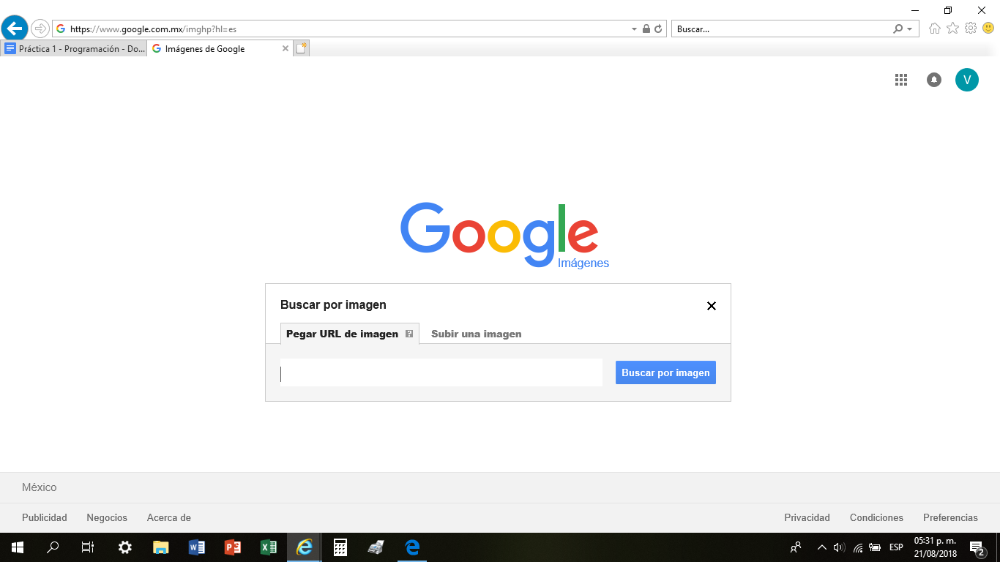 https://www.google.com.mx/imghp?hl=es
Buscar...
Práctica 1 - Programación - Do...
Imágenes de Google
V
Google
Imágenes
Buscar por imagen
Pegar URL de imagen ?
Subir una imagen
Buscar por imagen
México
Publicidad
Negocios
Acerca de
Privacidad
Condiciones
Preferencias
ESP
05:31 p. m.
21/08/2018
2